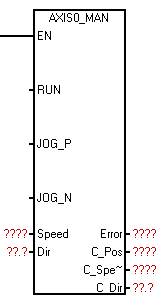 AXIS0_MAN
EN
RUN
JOG_P
JOG_N
???? Speed Error ????
??.? Dir C_Pos ????
C_Spe~ ????
C_Dir ??.?